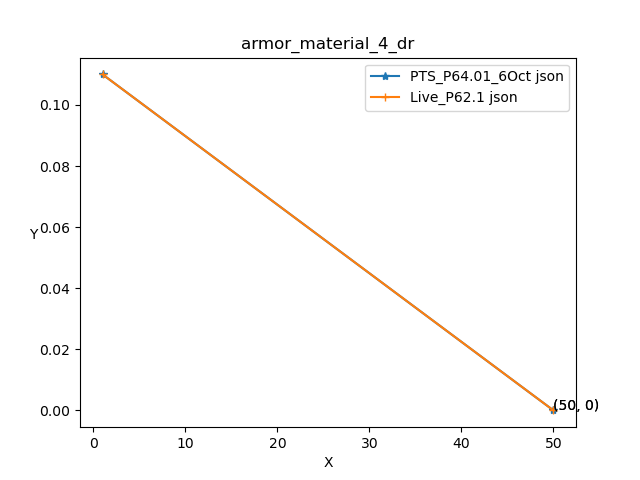 armor_material_4_dr
PTS_P64.01_6Oct json
Live_P62.1 json
Y
0.10
0.08
0.06
0.04
0.02
0.00
(50, 0)
0 10 20 30 40 50
X